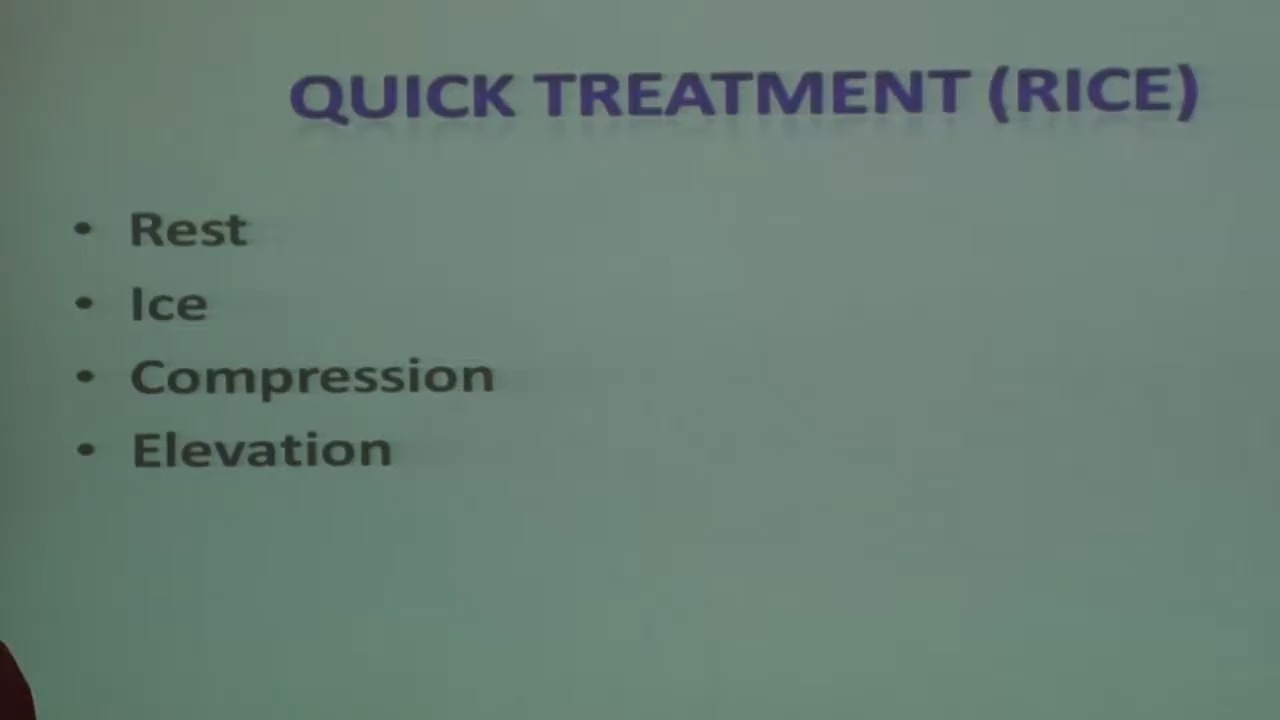 QUICK TREATMENT (RICE)
• Rest
• Ice
• Compression
• Elevation